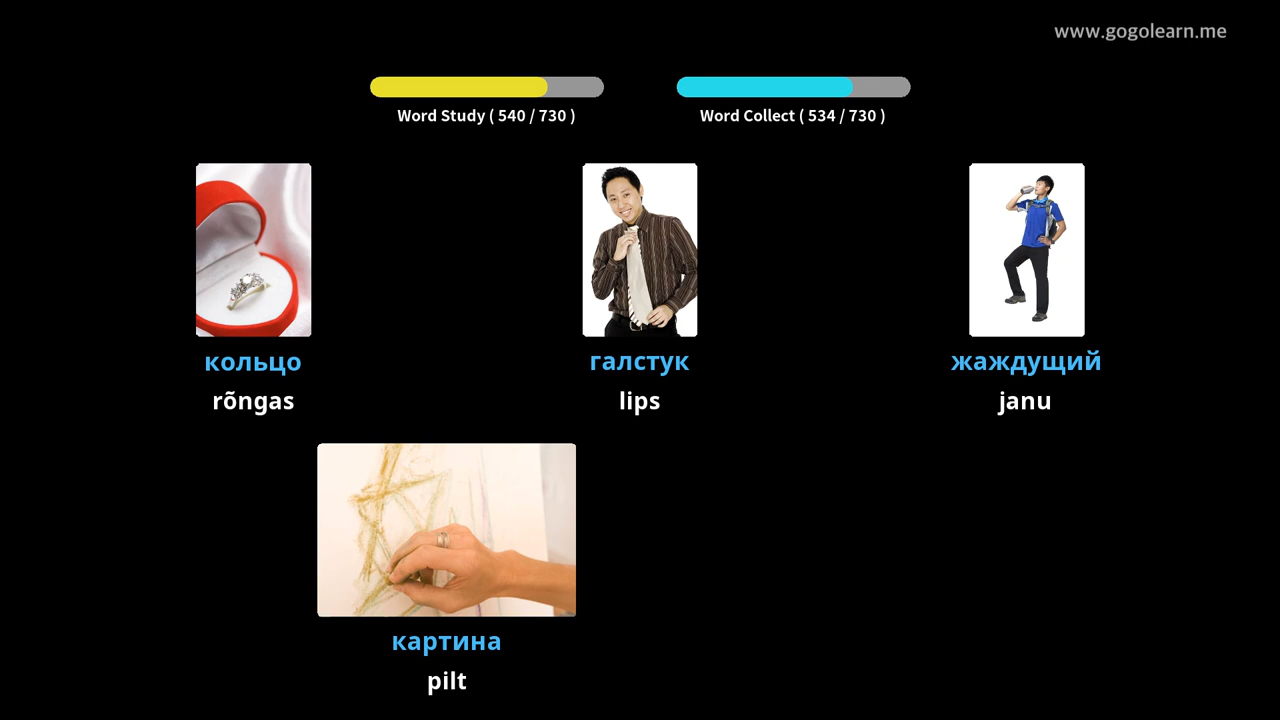 www.gogolearn.me
Word Study ( 540 / 730 )
Word Collect ( 534 / 730 )
кольцо
rõngas
галстук
lips
жаждущий
janu
картина
pilt